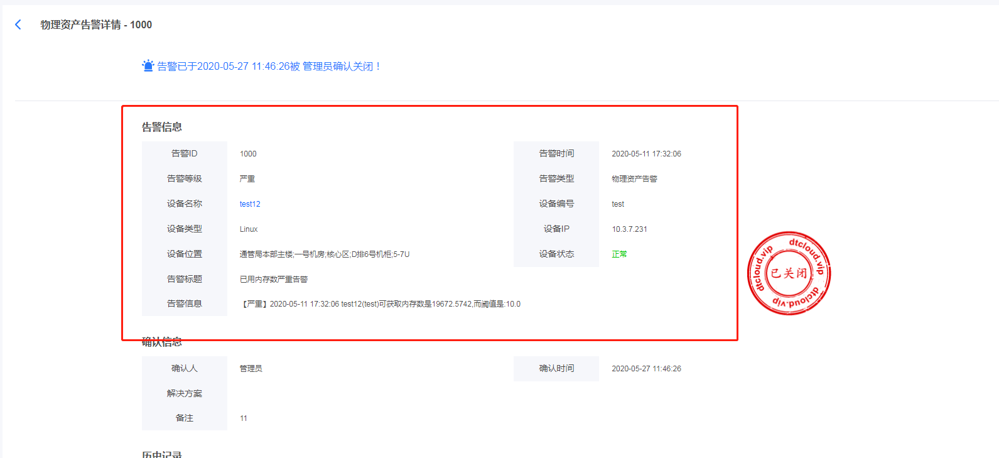 物理资产告警详情 - 1000
告警已于2020-05-27 11:46:26被 管理员确认关闭！
告警信息
告警ID 1000 告警时间 2020-05-11 17:32:06
告警等级 严重 告警类型 物理资产告警
设备名称 test12 设备编号 test
设备类型 Linux 设备IP 10.3.7.231
设备位置 通管局本部主楼;一号机房;核心区;D排6号机柜;5-7U 设备状态 正常
告警标题 已用内存数严重告警
告警信息 【严重】2020-05-11 17:32:06 test12(test)可获取内存数是19672.5742,而阈值是:10.0
dtcloud.vip
dtcloud.vip
已关闭
dtcloud.vip
dtcloud.vip
确认信息
确认人 管理员 确认时间 2020-05-27 11:46:26
解决方案
备注 11
历史记录